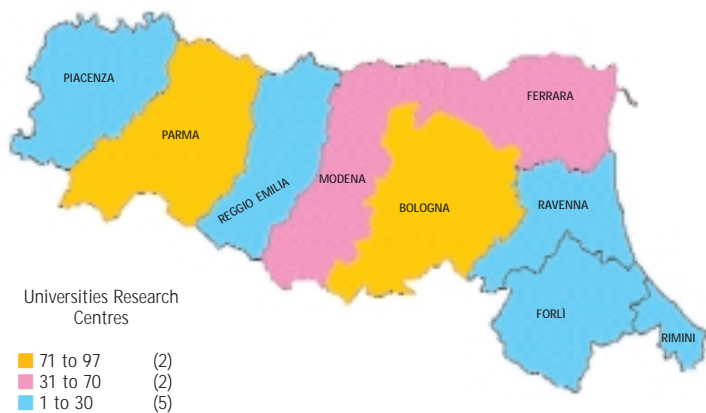 PIACENZA
FERRARA
PARMA
MODENA
REGGIO EMILIA
RAVENNA
BOLOGNA
FORLÌ
RIMINI
Universities Research
Centres
71 to 97 (2)
31 to 70 (2)
1 to 30 (5)